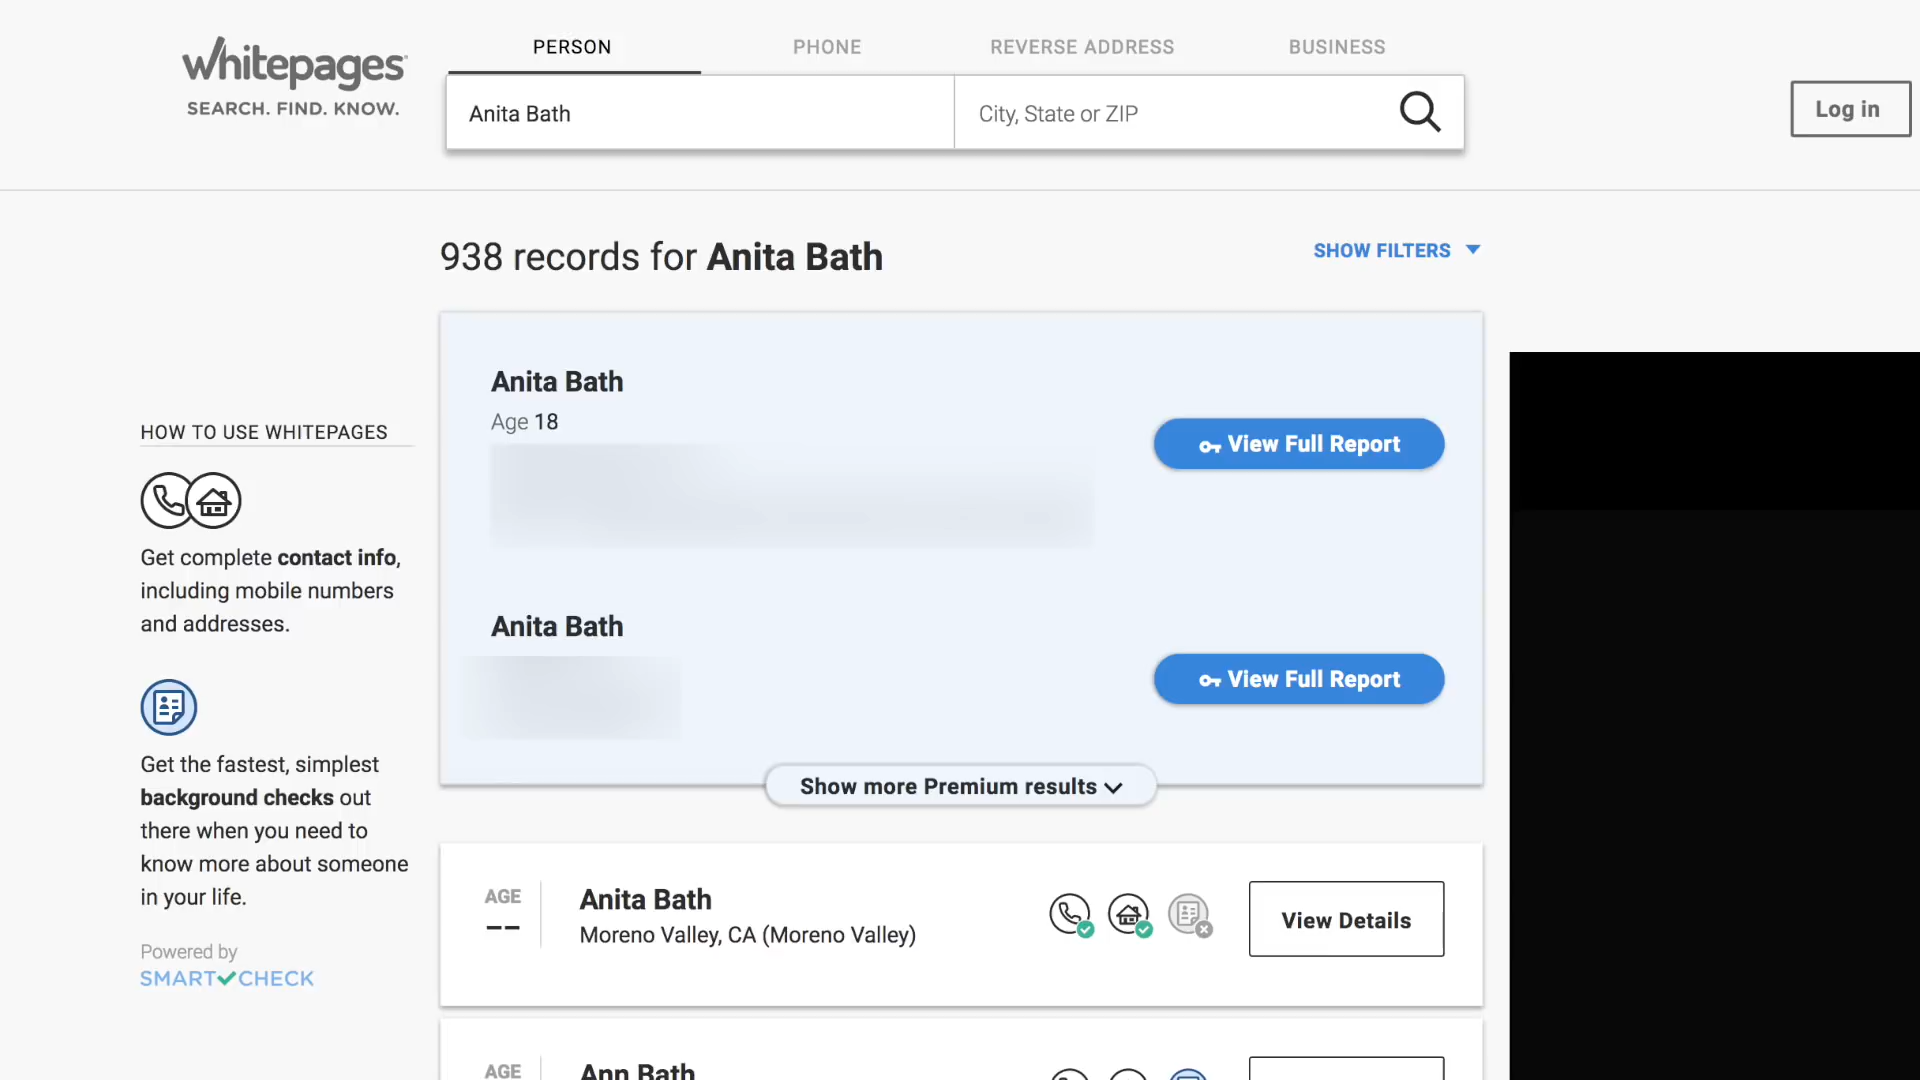 whitepages
SEARCH. FIND. KNOW.
PERSON
PHONE
REVERSE ADDRESS
BUSINESS
Anita Bath
City, State or ZIP
Log in
938 records for Anita Bath
SHOW FILTERS
HOW TO USE WHITEPAGES
Get complete contact info,
including mobile numbers
and addresses.
Get the fastest, simplest
background checks out
there when you need to
know more about someone
in your life.
Powered by
SMART CHECK
Anita Bath
Age 18
View Full Report
Anita Bath
View Full Report
Show more Premium results
AGE
--
Anita Bath
Moreno Valley, CA (Moreno Valley)
View Details
AGE
Ann Bath